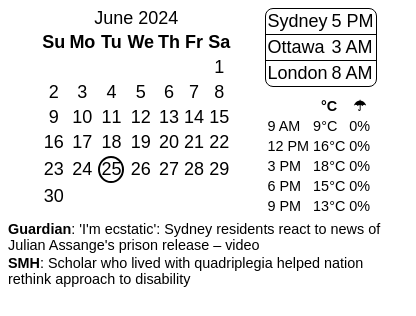 June 2024
Su Mo Tu We Th Fr Sa
1
2 3 4 5 6 7 8
9 10 11 12 13 14 15
16 17 18 19 20 21 22
23 24 25 26 27 28 29
30
Sydney 5 PM
Ottawa 3 AM
London 8 AM
°C ☂
9 AM 9°C 0%
12 PM 16°C 0%
3 PM 18°C 0%
6 PM 15°C 0%
9 PM 13°C 0%
Guardian: 'I'm ecstatic': Sydney residents react to news of
Julian Assange's prison release – video
SMH: Scholar who lived with quadriplegia helped nation
rethink approach to disability